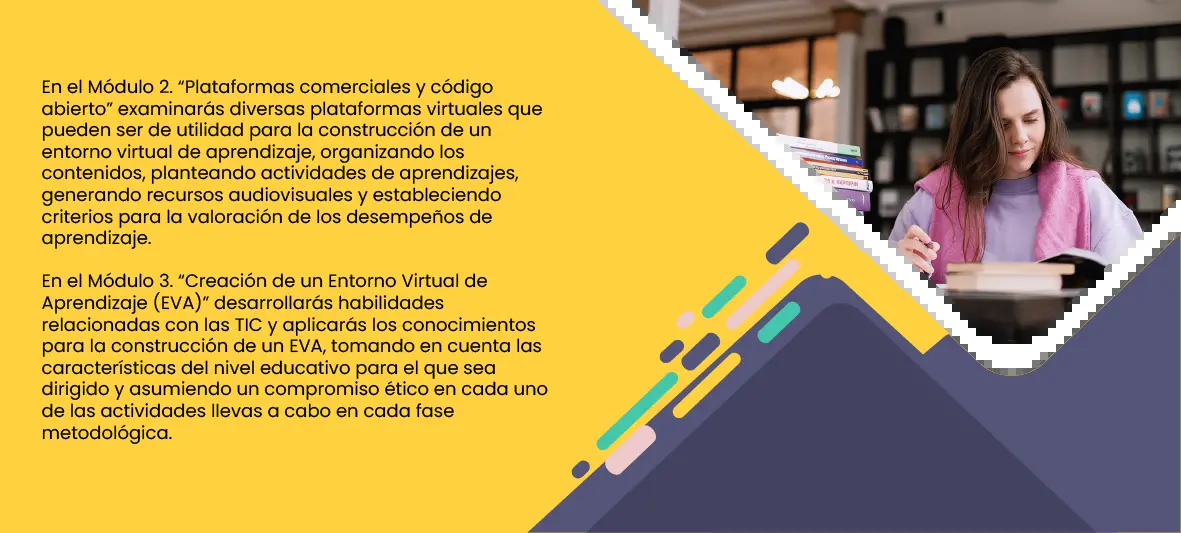 En el Módulo 2. “Plataformas comerciales y código
abierto” examinarás diversas plataformas virtuales que
pueden ser de utilidad para la construcción de un
entorno virtual de aprendizaje, organizando los
contenidos, planteando actividades de aprendizajes,
generando recursos audiovisuales y estableciendo
criterios para la valoración de los desempeños de
aprendizaje.
En el Módulo 3. “Creación de un Entorno Virtual de
Aprendizaje (EVA)” desarrollarás habilidades
relacionadas con las TIC y aplicarás los conocimientos
para la construcción de un EVA, tomando en cuenta las
características del nivel educativo para el que sea
dirigido y asumiendo un compromiso ético en cada uno
de las actividades llevas a cabo en cada fase
metodológica.